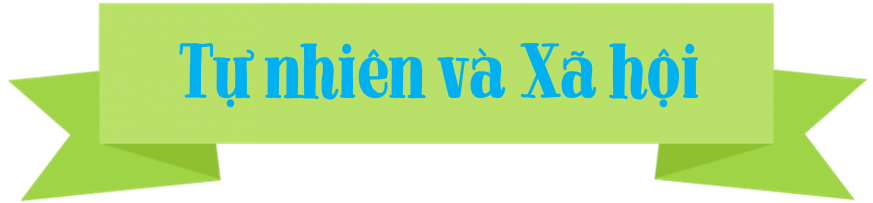 Tự nhiên và Xã hội